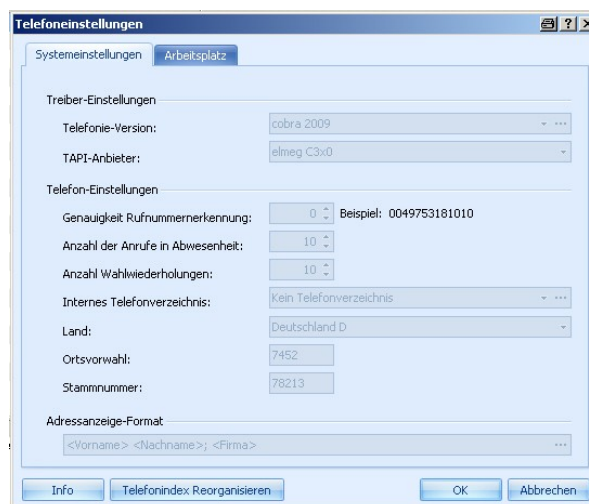 Telefoneinstellungen
Systemeinstellungen Arbeitsplatz
Treiber-Einstellungen
Telefonie-Version: cobra 2009
TAPI-Anbieter: elmeg C3x0
Telefon-Einstellungen
Genauigkeit Rufnummernerkennung: 0 Beispiel: 0049753181010
Anzahl der Anrufe in Abwesenheit: 10
Anzahl Wahlwiederholungen: 10
Internes Telefonverzeichnis: Kein Telefonverzeichnis
Land: Deutschland D
Ortsvorwahl: 7452
Stammnummer: 78213
Adressanzeige-Format
<Vorname> <Nachname>; <Firma>
Info Telefonindex Reorganisieren OK Abbrechen